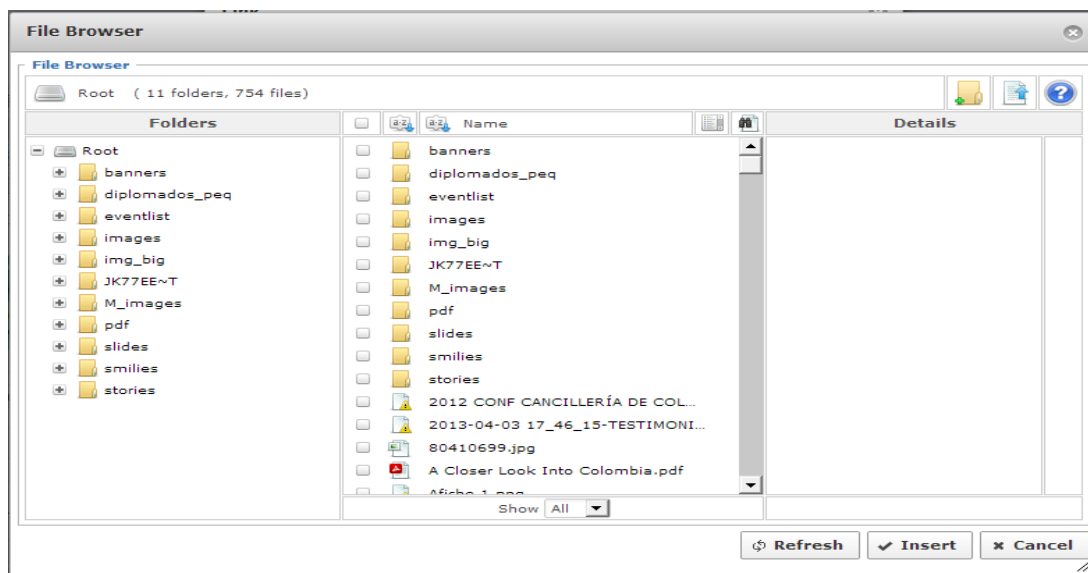 File Browser
File Browser
Root ( 11 folders, 754 files)
Folders
Name
Details
Root
banners
diplomados_peq
eventlist
images
img_big
JK77EE~T
M_images
pdf
slides
smilies
stories
banners
diplomados_peq
eventlist
images
img_big
JK77EE~T
M_images
pdf
slides
smilies
stories
2012 CONF CANCILLERÍA DE COL...
2013-04-03 17_46_15-TESTIMONI...
80410699.jpg
A Closer Look Into Colombia.pdf
Afiche 1.png
Show All
Refresh Insert Cancel